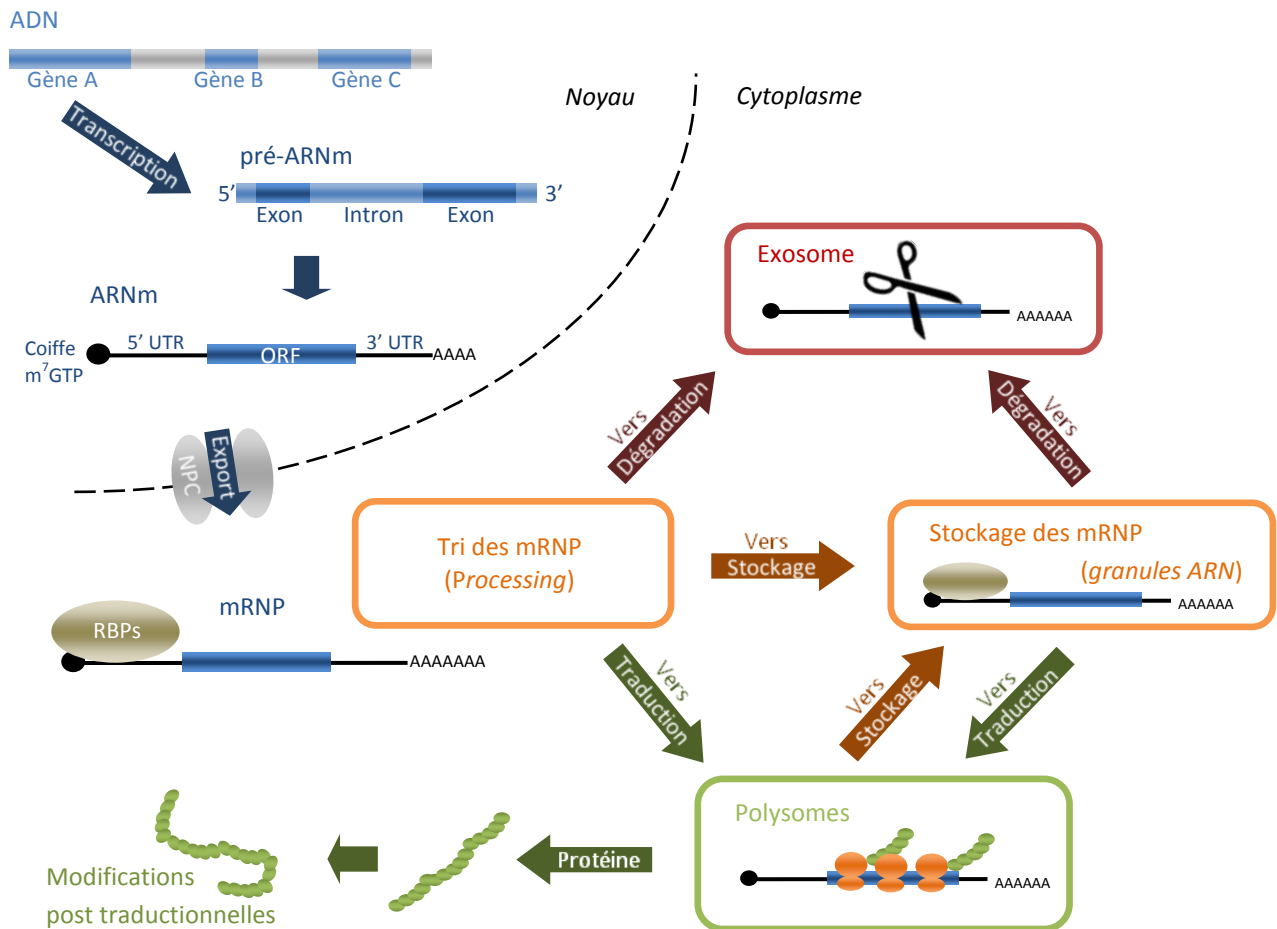 ADN
Gène A
Gène B
Gène C
Noyau
Cytoplasme
Transcription
pré-ARNm
5’
3’
Exon
Intron
Exon
Exosome
AAAAAA
ARNm
Coiffe
m⁷GTP
5’ UTR
ORF
3’ UTR
AAAA
Vers
Dégradation
Vers
Dégradation
NPC
Export
Tri des mRNP
(Processing)
Vers
Stockage
Stockage des mRNP
(granules ARN)
AAAAAA
mRNP
RBPs
AAAAAAA
Vers
Traduction
Vers
Stockage
Vers
Traduction
Polysomes
AAAAAA
Protéine
Modifications
post traductionnelles